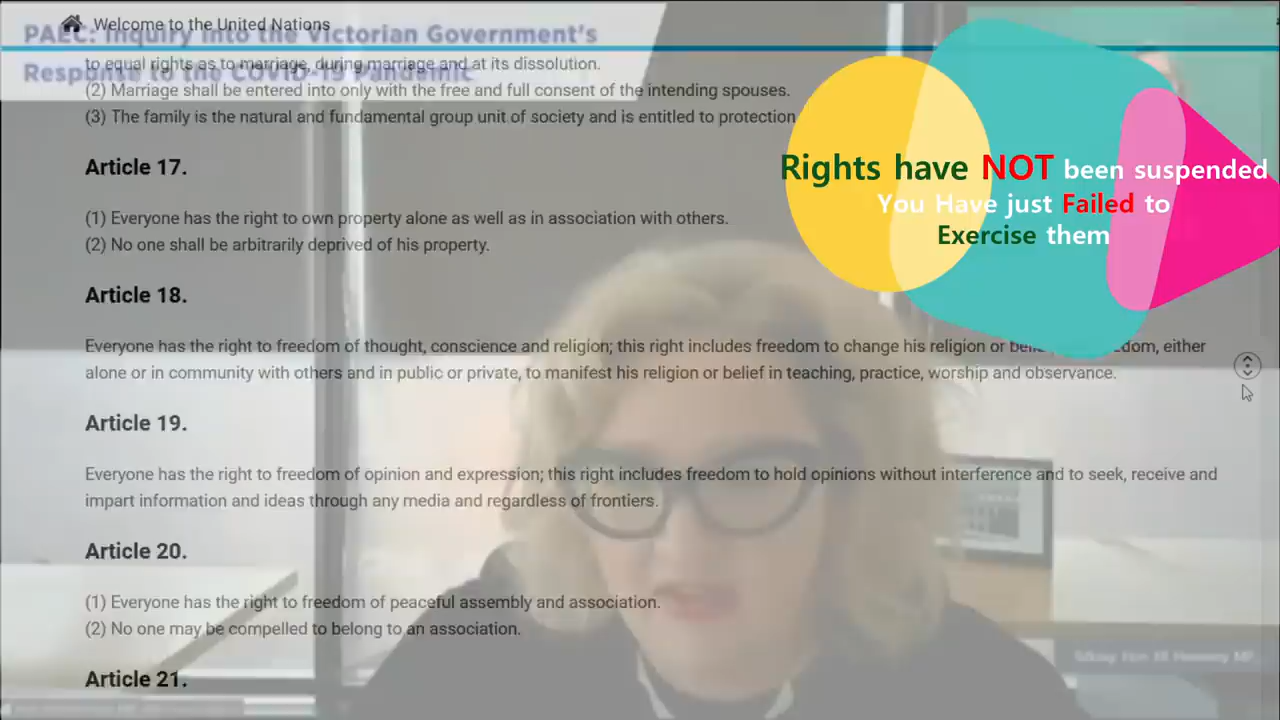 Welcome to the United Nations
PAEC: Inquiry into the Victorian Government's
Response to the COVID-19 Pandemic
to equal rights as to marriage, during marriage and at its dissolution.
(2) Marriage shall be entered into only with the free and full consent of the intending spouses.
(3) The family is the natural and fundamental group unit of society and is entitled to protection
Rights have NOT been suspended
You Have just Failed to
Exercise them
Article 17.
(1) Everyone has the right to own property alone as well as in association with others.
(2) No one shall be arbitrarily deprived of his property.
Article 18.
Everyone has the right to freedom of thought, conscience and religion; this right includes freedom to change his religion or either
alone or in community with others and in public or private, to manifest his religion or belief in teaching, practice, worship and observance.
Article 19.
Everyone has the right to freedom of opinion and expression; this right includes freedom to hold opinions without interference and to seek, receive and
impart information and ideas through any media and regardless of frontiers.
Article 20.
(1) Everyone has the right to freedom of peaceful assembly and association.
(2) No one may be compelled to belong to an association.
Article 21.